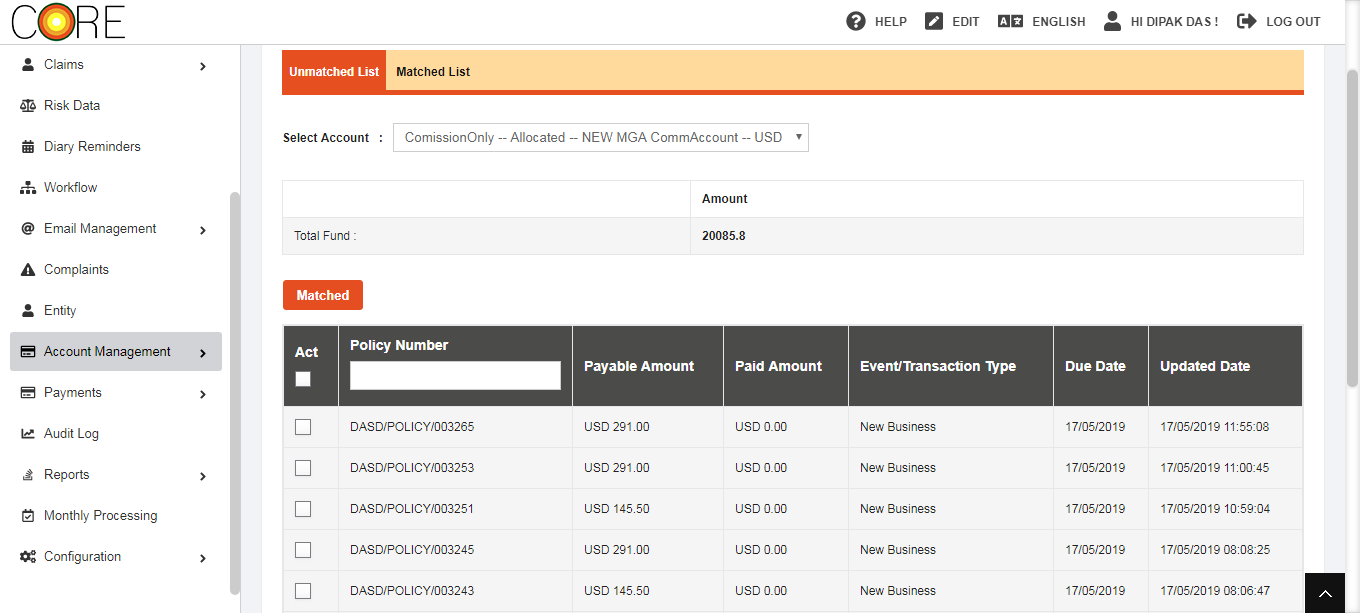 CORE
HELP EDIT ENGLISH HI DIPAK DAS ! LOG OUT
Claims
Risk Data
Diary Reminders
Workflow
Email Management
Complaints
Entity
Account Management
Payments
Audit Log
Reports
Monthly Processing
Configuration
Unmatched List Matched List
Select Account : ComissionOnly -- Allocated -- NEW MGA CommAccount -- USD
Amount
Total Fund : 20085.8
Matched
Act Policy Number Payable Amount Paid Amount Event/Transaction Type Due Date Updated Date
DASD/POLICY/003265 USD 291.00 USD 0.00 New Business 17/05/2019 17/05/2019 11:55:08
DASD/POLICY/003253 USD 291.00 USD 0.00 New Business 17/05/2019 17/05/2019 11:00:45
DASD/POLICY/003251 USD 145.50 USD 0.00 New Business 17/05/2019 17/05/2019 10:59:04
DASD/POLICY/003245 USD 291.00 USD 0.00 New Business 17/05/2019 17/05/2019 08:08:25
DASD/POLICY/003243 USD 145.50 USD 0.00 New Business 17/05/2019 17/05/2019 08:06:47